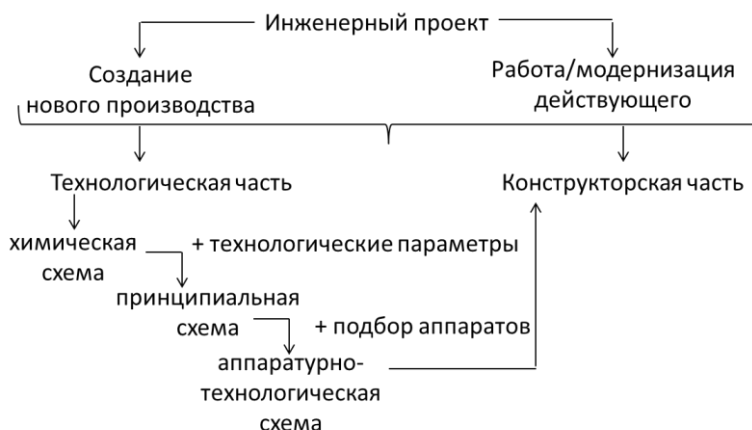 Инженерный проект
Создание
нового производства
Работа/модернизация
действующего
Технологическая часть
Конструкторская часть
химическая
схема
+ технологические параметры
принципиальная
схема
+ подбор аппаратов
аппаратурно-
технологическая
схема